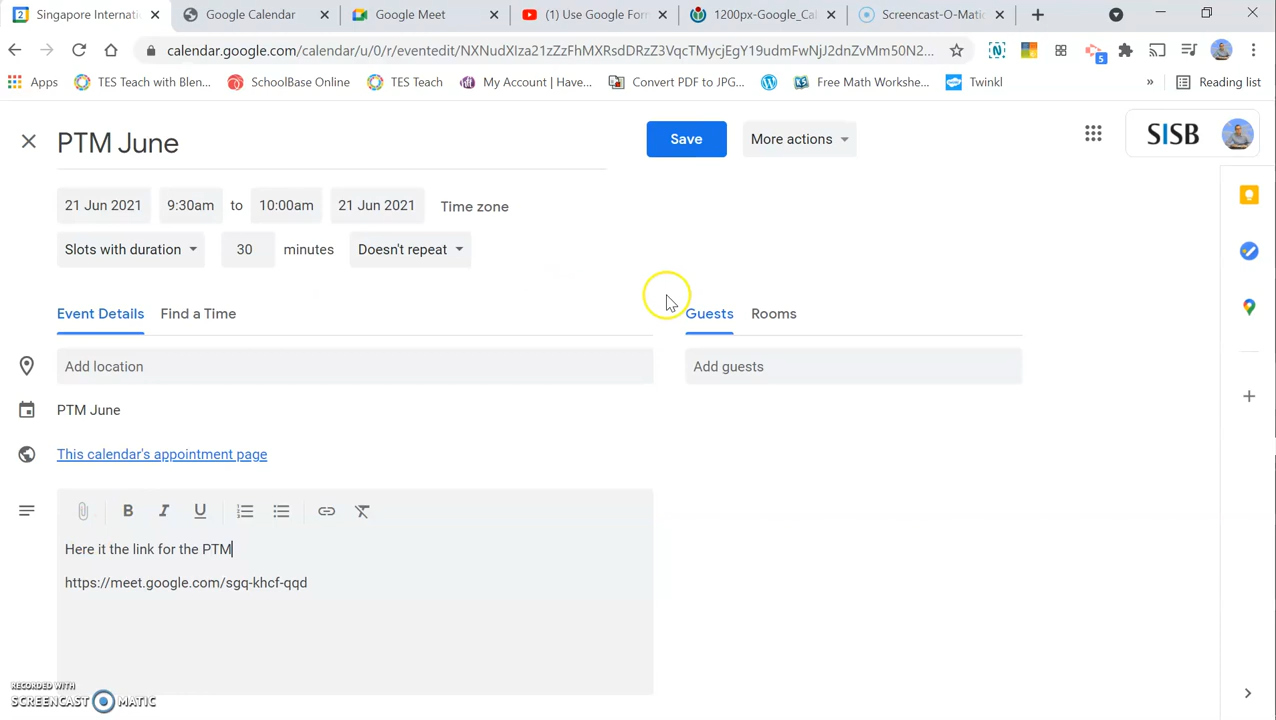 Singapore Internati
Google Calendar
Google Meet
(1) Use Google For
1200px-Google_Cal
Screencast-O-Matic
calendar.google.com/calendar/u/0/r/eventedit/NXNudXIza21zZzFhMXRsdDRzZ3VqcTMycjEgY19udmFwNjJ2dnZvMm50N2...
5
Apps
TES Teach with Blen...
SchoolBase Online
TES Teach
My Account | Have...
Convert PDF to JPG...
Free Math Workshe...
Twinkl
»
Reading list
PTM June
Save
More actions
SISB
21 Jun 2021
9:30am
to
10:00am
21 Jun 2021
Time zone
Slots with duration
30
minutes
Doesn't repeat
Event Details
Find a Time
Guests
Rooms
Add location
Add guests
PTM June
This calendar's appointment page
B
I
U
Here it the link for the PTM
https://meet.google.com/sgq-khcf-qqd
RECORDED WITH
SCREENCAST MATIC